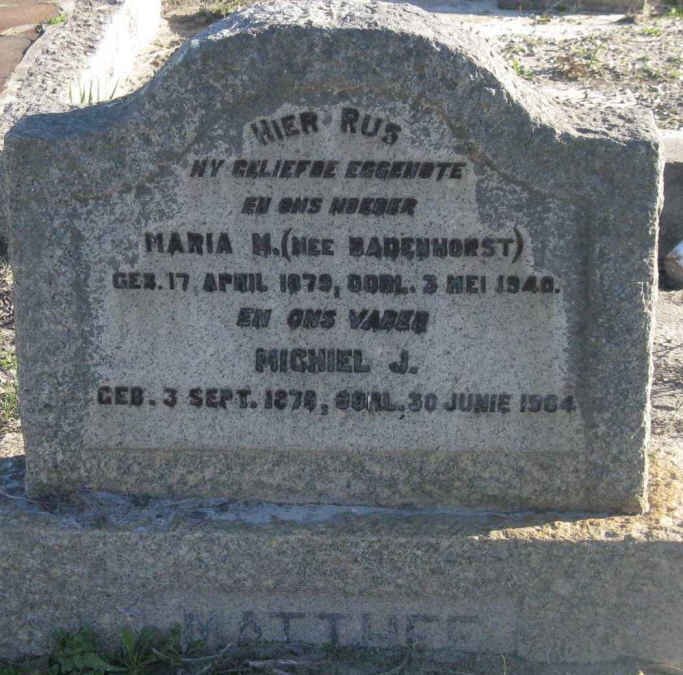 HIER RUS
MY GELIEFDE EGGENOTE
EN ONS MOEDER
MARIA M. (NEE BADENHORST)
GEB. 17 APRIL 1879, OORL. 3 MEI 1940.
EN ONS VADER
MICHIEL J.
GEB. 3 SEPT. OORL. 30 JUNIE 1964
MATTHEE